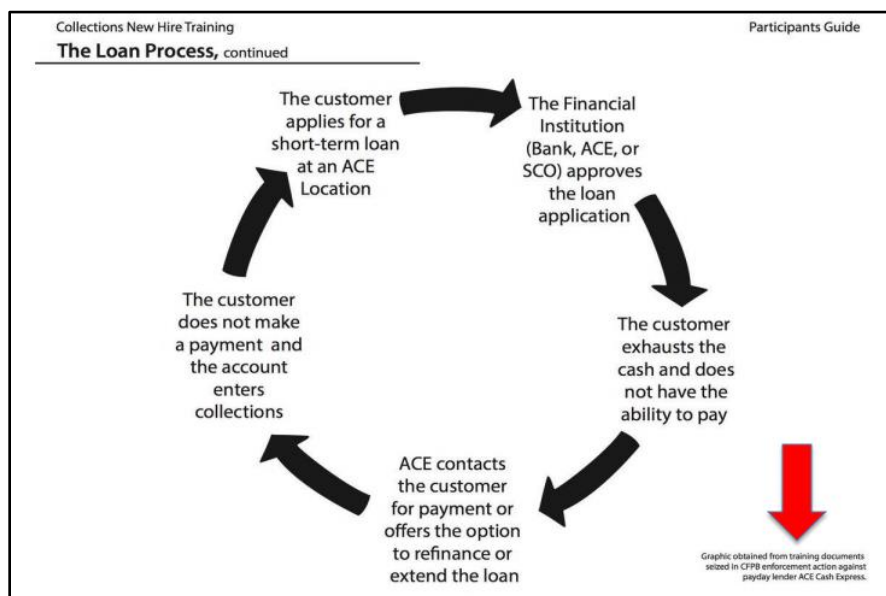 Collections New Hire Training
Participants Guide
The Loan Process, continued
The customer
applies for a
short-term loan
at an ACE
Location
The Financial
Institution
(Bank, ACE, or
SCO) approves
the loan
application
The customer
exhausts the
cash and does
not have the
ability to pay
ACE contacts
the customer
for payment or
offers the option
to refinance or
extend the loan
The customer
does not make
a payment and
the account
enters
collections
Graphic obtained from training documents
seized in CFPB enforcement action against
payday lender ACE Cash Express.